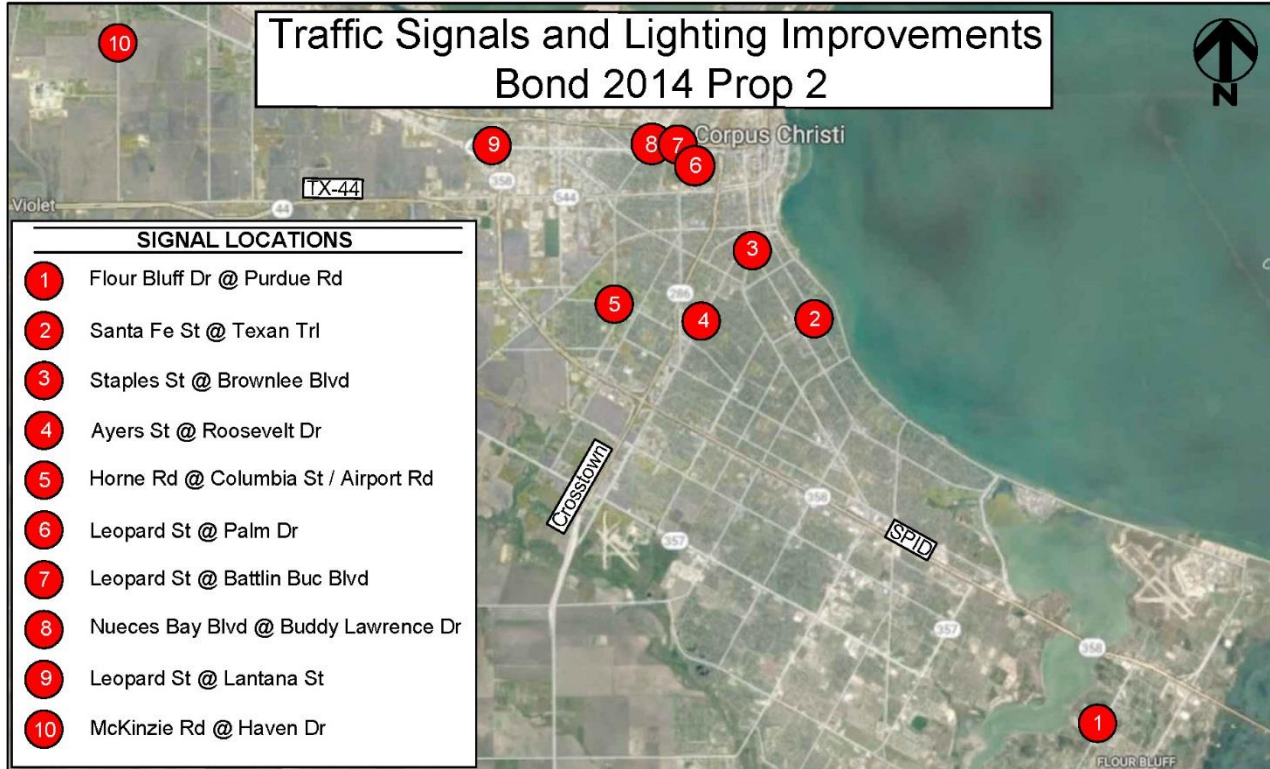 Traffic Signals and Lighting Improvements
Bond 2014 Prop 2
N
10
9
8
7
Corpus Christi
6
358
TX-44
544
Violet
44
3
5
286
4
2
Crosstown
358
SPID
357
357
358
1
FLOUR BLUFF
SIGNAL LOCATIONS
1 Flour Bluff Dr @ Purdue Rd
2 Santa Fe St @ Texan Trl
3 Staples St @ Brownlee Blvd
4 Ayers St @ Roosevelt Dr
5 Horne Rd @ Columbia St / Airport Rd
6 Leopard St @ Palm Dr
7 Leopard St @ Battlin Buc Blvd
8 Nueces Bay Blvd @ Buddy Lawrence Dr
9 Leopard St @ Lantana St
10 McKinzie Rd @ Haven Dr